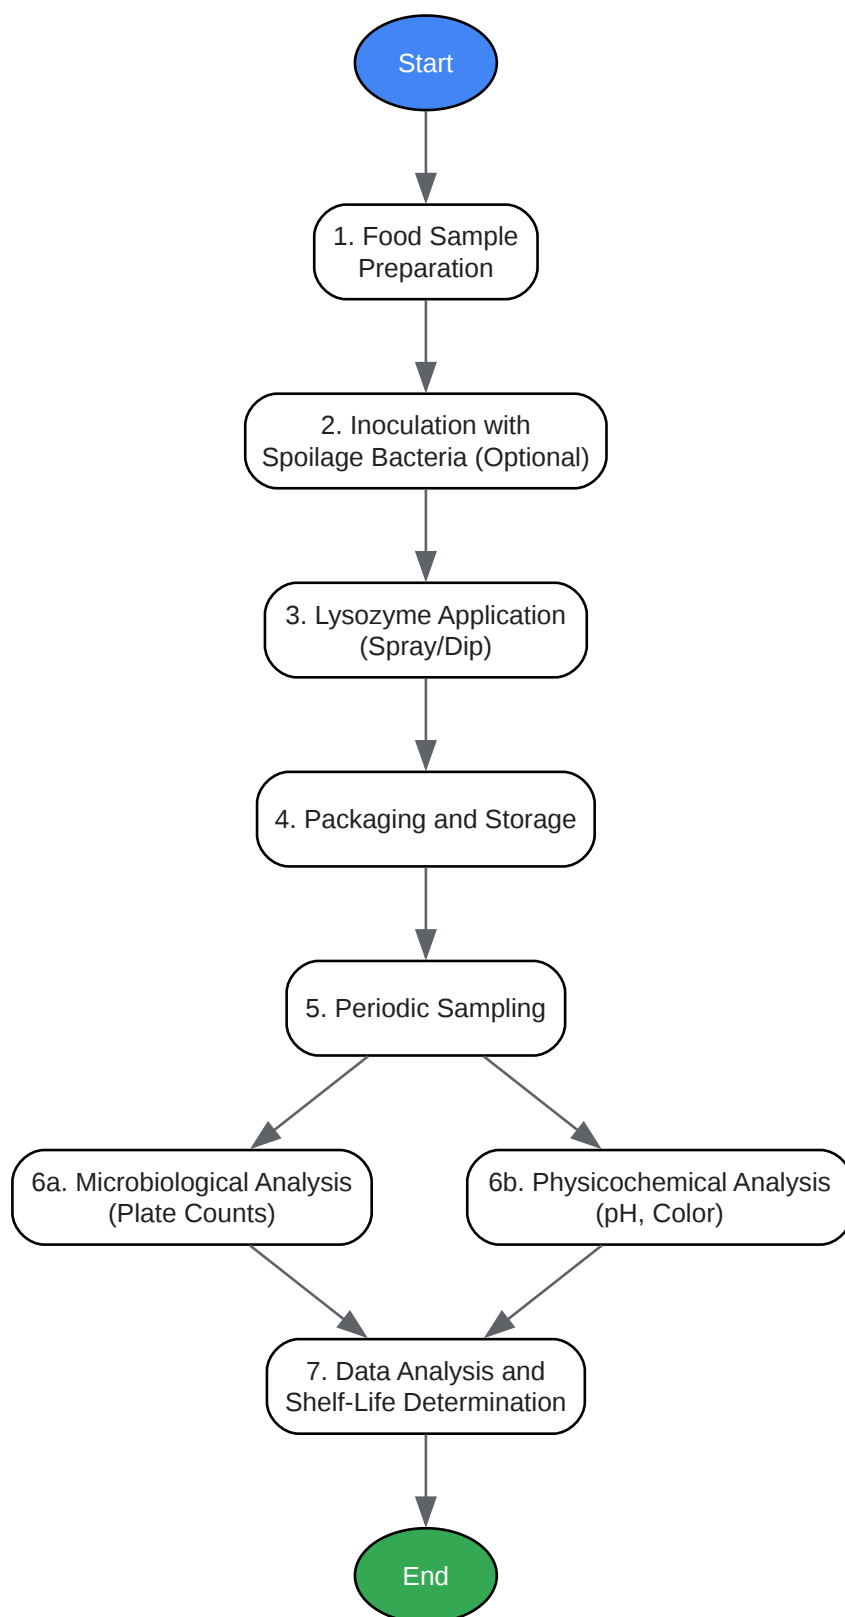 Start
1. Food Sample
Preparation
2. Inoculation with
Spoilage Bacteria (Optional)
3. Lysozyme Application
(Spray/Dip)
4. Packaging and Storage
5. Periodic Sampling
6a. Microbiological Analysis
(Plate Counts)
6b. Physicochemical Analysis
(pH, Color)
7. Data Analysis and
Shelf-Life Determination
End